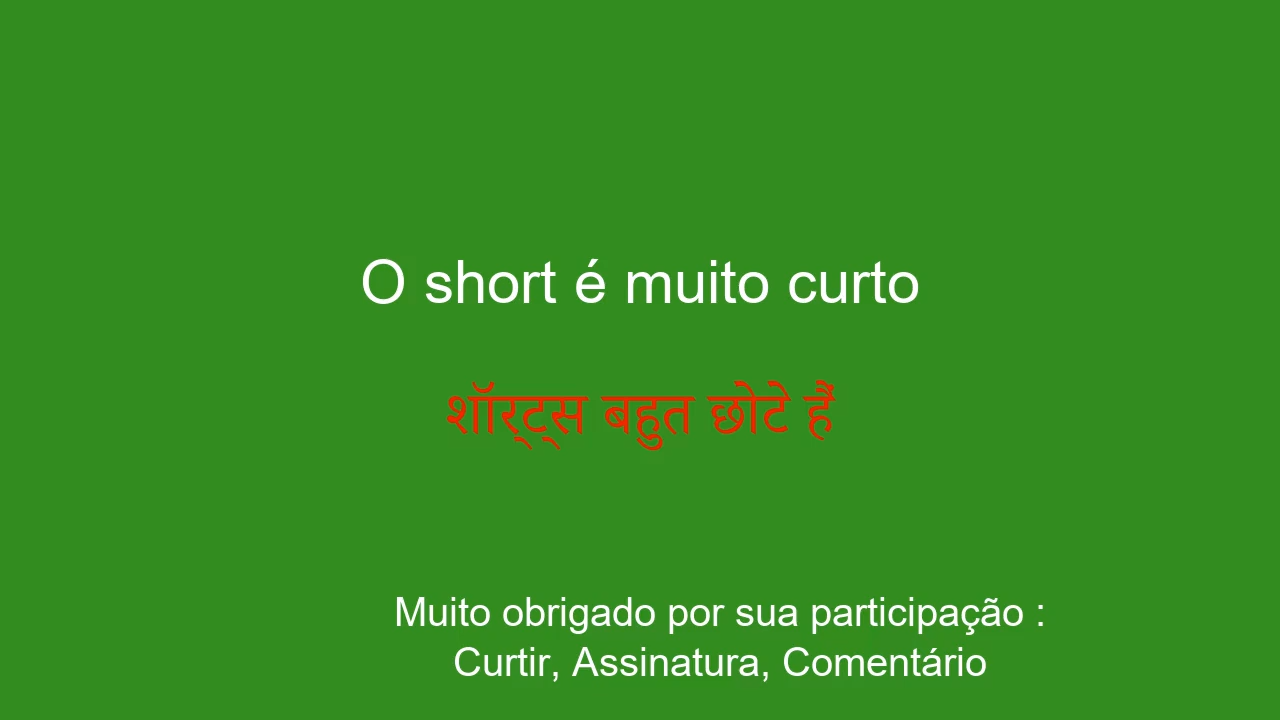 O short é muito curto
शॉर्ट्स बहुत छोटे हैं
Muito obrigado por sua participação :
Curtir, Assinatura, Comentário